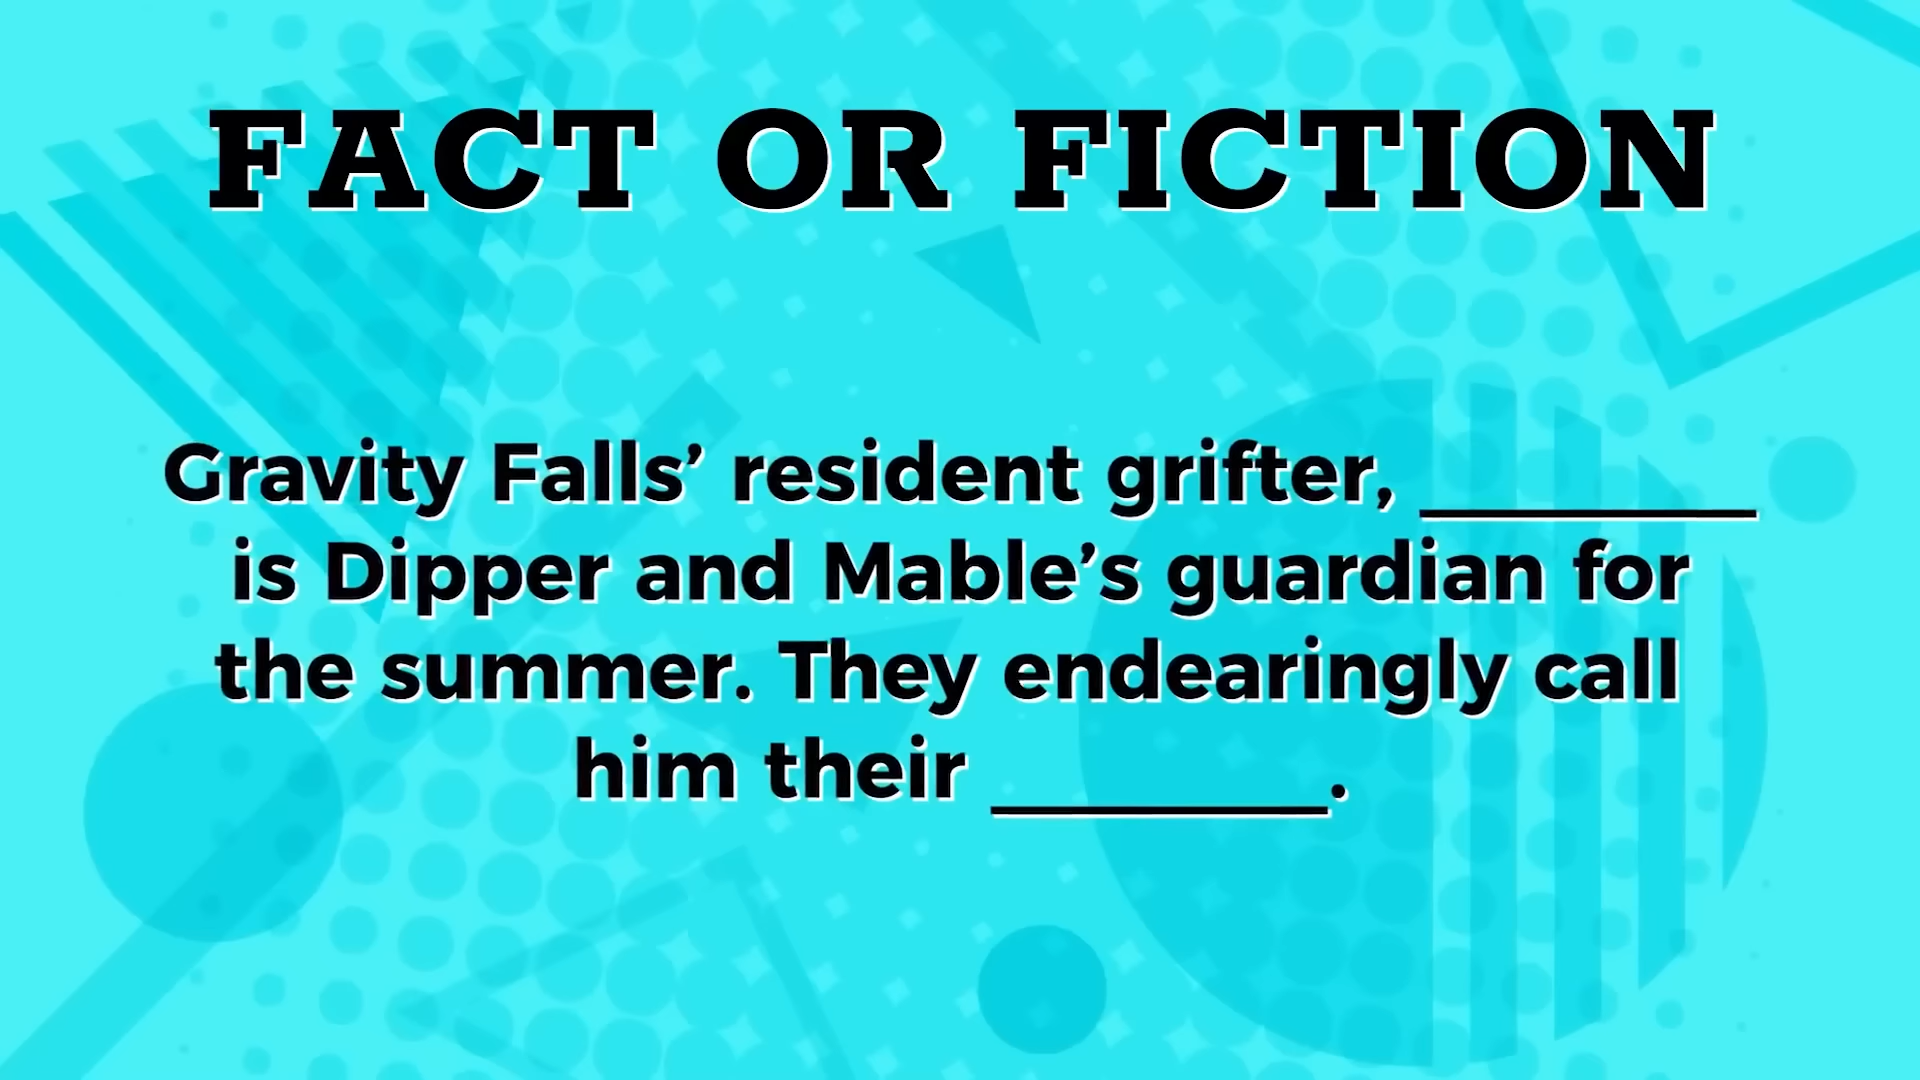 FACT OR FICTION
Gravity Falls’ resident grifter, ________
is Dipper and Mable’s guardian for
the summer. They endearingly call
him their ________.